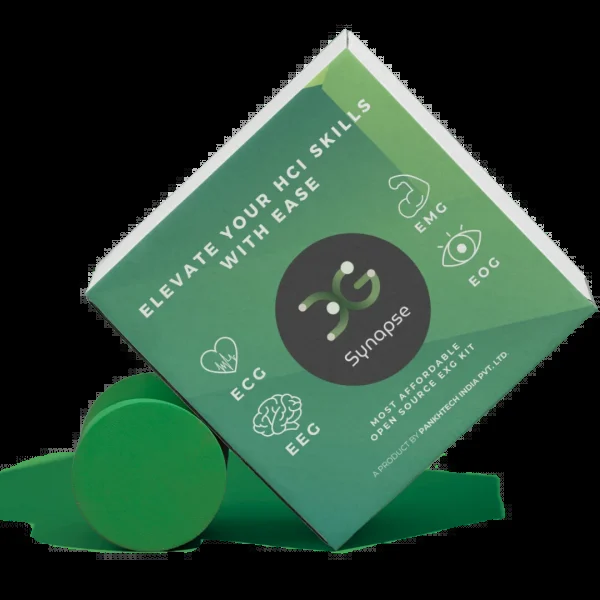 ELEVATE YOUR HCI SKILLS
WITH EASE
EMG
EOG
XG
Synapse
ECG
EEG
MOST AFFORDABLE
OPEN SOURCE EXG KIT
A PRODUCT BY PANKHTECH INDIA PVT. LTD.